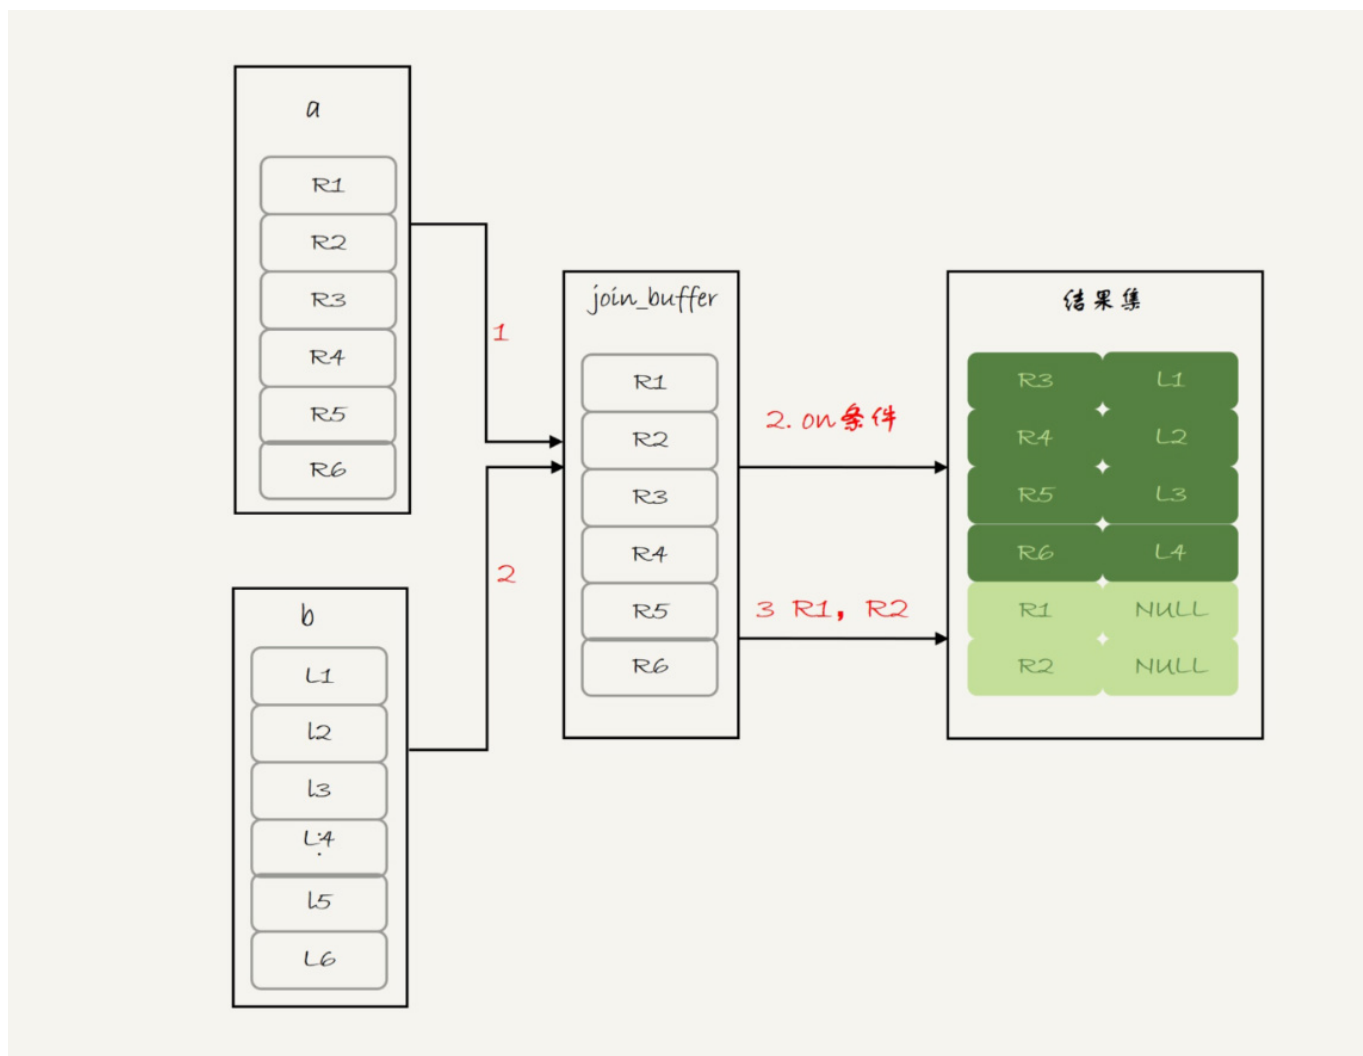 a
R1
R2
R3
R4
R5
R6
1
b
L1
l2
l3
L4
l5
L6
2
join_buffer
R1
R2
R3
R4
R5
R6
2. on条件
3 R1, R2
结果集
R3 L1
R4 L2
R5 L3
R6 L4
R1 NULL
R2 NULL